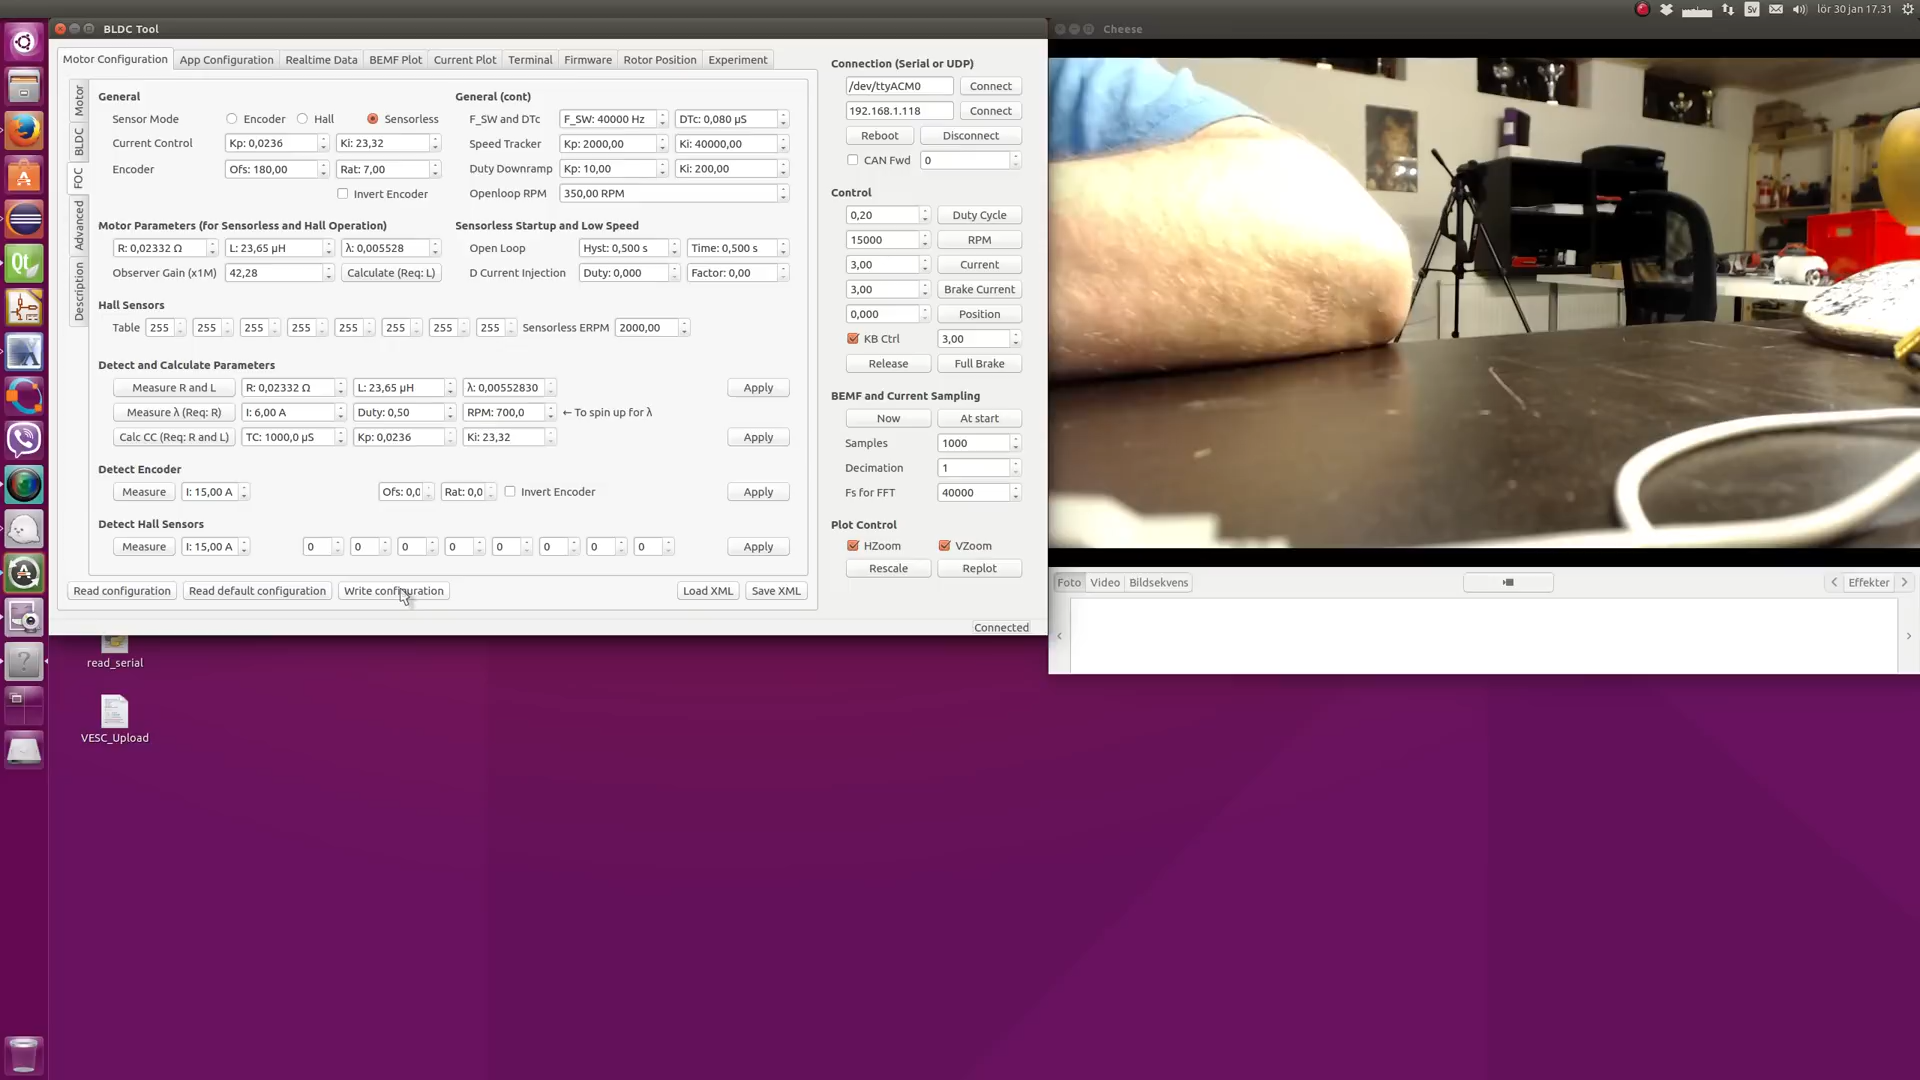 BLDC Tool
Cheese
Sv
lör 30 jan 17.31
Motor Configuration App Configuration Realtime Data BEMF Plot Current Plot Terminal Firmware Rotor Position Experiment
Motor
BLDC
FOC
Advanced
Description
General
Sensor Mode Encoder Hall Sensorless
Current Control Kp: 0,0236 Ki: 23,32
Encoder Ofs: 180,00 Rat: 7,00
Invert Encoder
General (cont)
F_SW and DTc F_SW: 40000 Hz DTc: 0,080 µS
Speed Tracker Kp: 2000,00 Ki: 40000,00
Duty Downramp Kp: 10,00 Ki: 200,00
Openloop RPM 350,00 RPM
Motor Parameters (for Sensorless and Hall Operation)
R: 0,02332 Ω L: 23,65 µH λ: 0,005528
Observer Gain (x1M) 42,28 Calculate (Req: L)
Sensorless Startup and Low Speed
Open Loop Hyst: 0,500 s Time: 0,500 s
D Current Injection Duty: 0,000 Factor: 0,00
Hall Sensors
Table 255 255 255 255 255 255 255 255 Sensorless ERPM 2000,00
Detect and Calculate Parameters
Measure R and L R: 0,02332 Ω L: 23,65 µH λ: 0,00552830 Apply
Measure λ (Req: R) I: 6,00 A Duty: 0,50 RPM: 700,0 ← To spin up for λ
Calc CC (Req: R and L) TC: 1000,0 µS Kp: 0,0236 Ki: 23,32 Apply
Detect Encoder
Measure I: 15,00 A Ofs: 0,0 Rat: 0,0 Invert Encoder Apply
Detect Hall Sensors
Measure I: 15,00 A 0 0 0 0 0 0 0 0 Apply
Read configuration Read default configuration Write configuration Load XML Save XML
Connection (Serial or UDP)
/dev/ttyACM0 Connect
192.168.1.118 Connect
Reboot Disconnect
CAN Fwd 0
Control
0,20 Duty Cycle
15000 RPM
3,00 Current
3,00 Brake Current
0,000 Position
KB Ctrl 3,00
Release Full Brake
BEMF and Current Sampling
Now At start
Samples 1000
Decimation 1
Fs for FFT 40000
Plot Control
HZoom VZoom
Rescale Replot
Connected
Foto Video Bildsekvens Effekter
read_serial
VESC_Upload